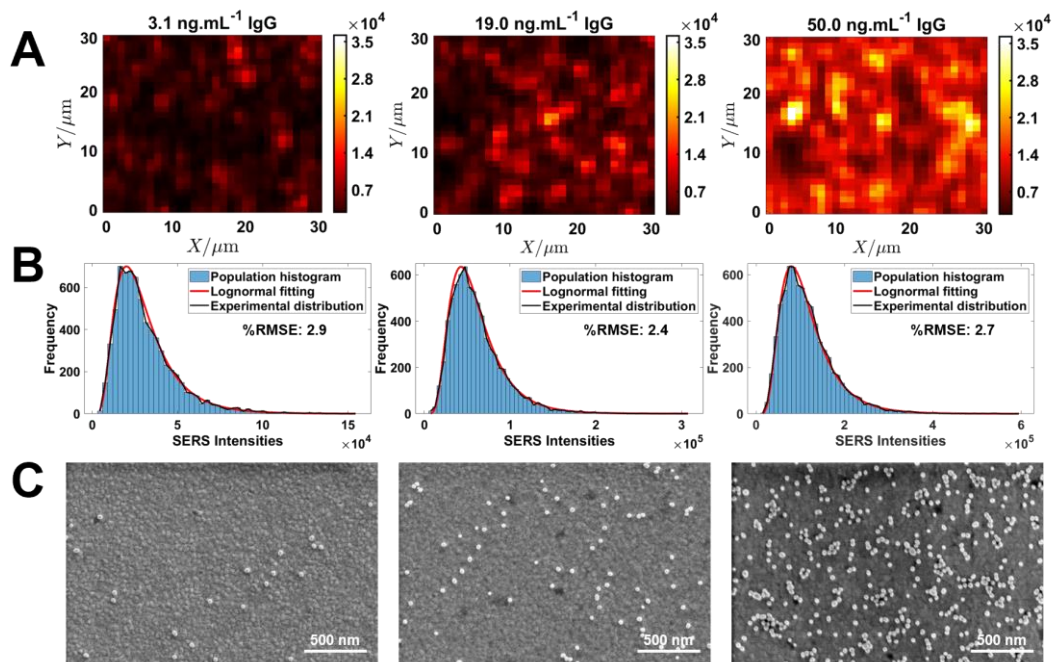 A
3.1 ng.mL⁻¹ IgG
×10⁴
30
20
10
0
Y/μm
0 10 20 30
X/μm
3.5
2.8
2.1
1.4
0.7
19.0 ng.mL⁻¹ IgG
×10⁴
30
20
10
0
Y/μm
0 10 20 30
X/μm
3.5
2.8
2.1
1.4
0.7
50.0 ng.mL⁻¹ IgG
×10⁴
30
20
10
0
Y/μm
0 10 20 30
X/μm
3.5
2.8
2.1
1.4
0.7
B
Frequency
600
400
200
0
Population histogram
Lognormal fitting
Experimental distribution
%RMSE: 2.9
0 5 10 15
SERS Intensities
×10⁴
Frequency
600
400
200
0
Population histogram
Lognormal fitting
Experimental distribution
%RMSE: 2.4
0 1 2 3
SERS Intensities
×10⁵
Frequency
600
400
200
0
Population histogram
Lognormal fitting
Experimental distribution
%RMSE: 2.7
0 2 4 6
SERS Intensities
×10⁵
C
500 nm
500 nm
500 nm